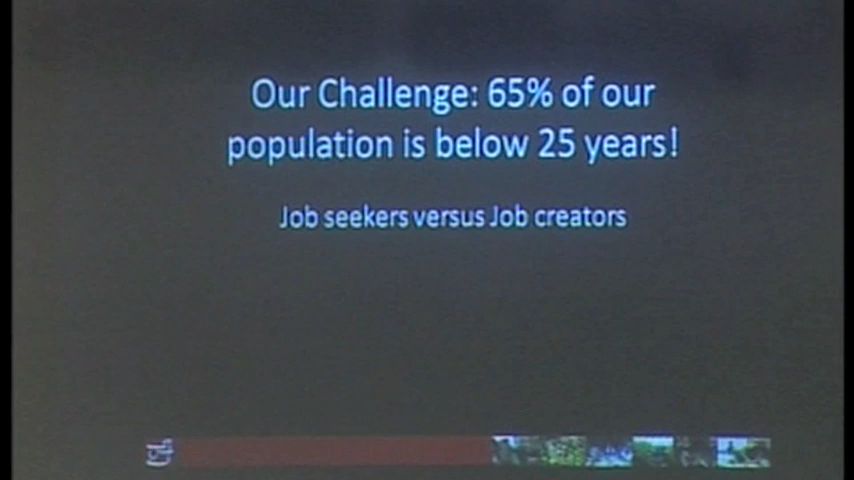 Our Challenge: 65% of our
population is below 25 years!
Job seekers versus Job creators